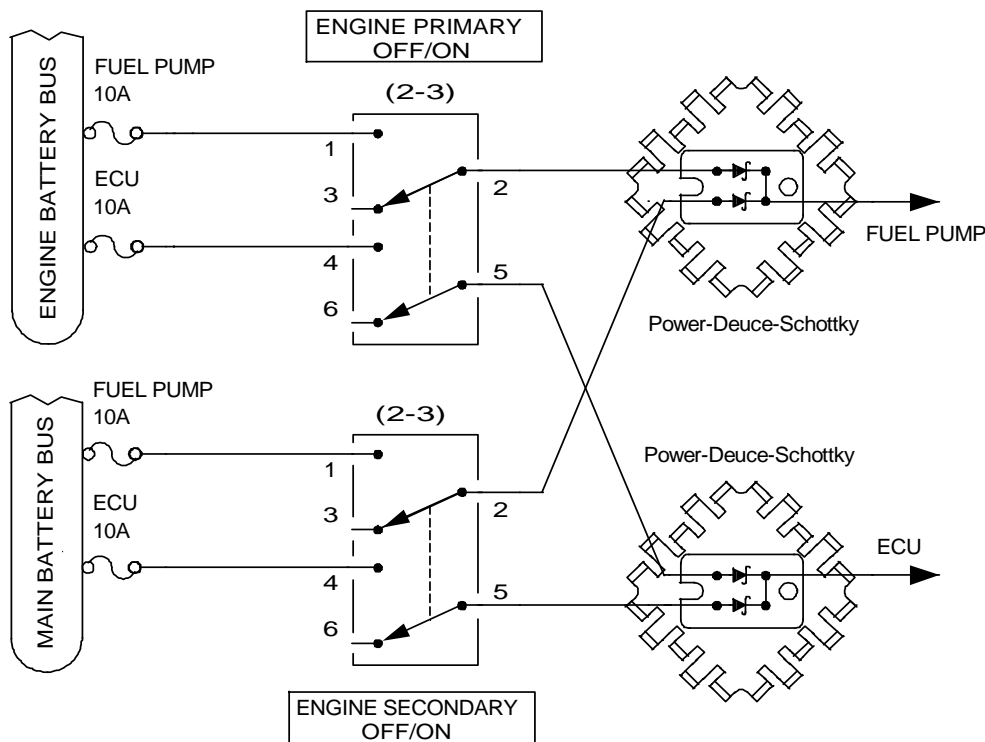 ENGINE PRIMARY
OFF/ON
ENGINE BATTERY BUS
FUEL PUMP
10A
ECU
10A
(2-3)
1
3
2
4
5
6
FUEL PUMP
Power-Deuce-Schottky
MAIN BATTERY BUS
FUEL PUMP
10A
ECU
10A
(2-3)
1
3
2
4
5
6
Power-Deuce-Schottky
ECU
ENGINE SECONDARY
OFF/ON